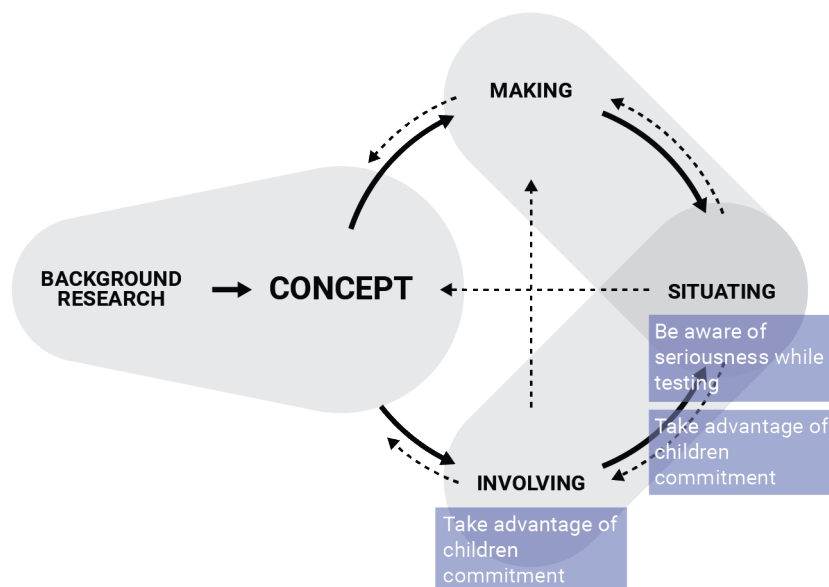 MAKING
BACKGROUND
RESEARCH
CONCEPT
SITUATING
Be aware of
seriousness while
testing
Take advantage of
children
commitment
INVOLVING
Take advantage of
children
commitment